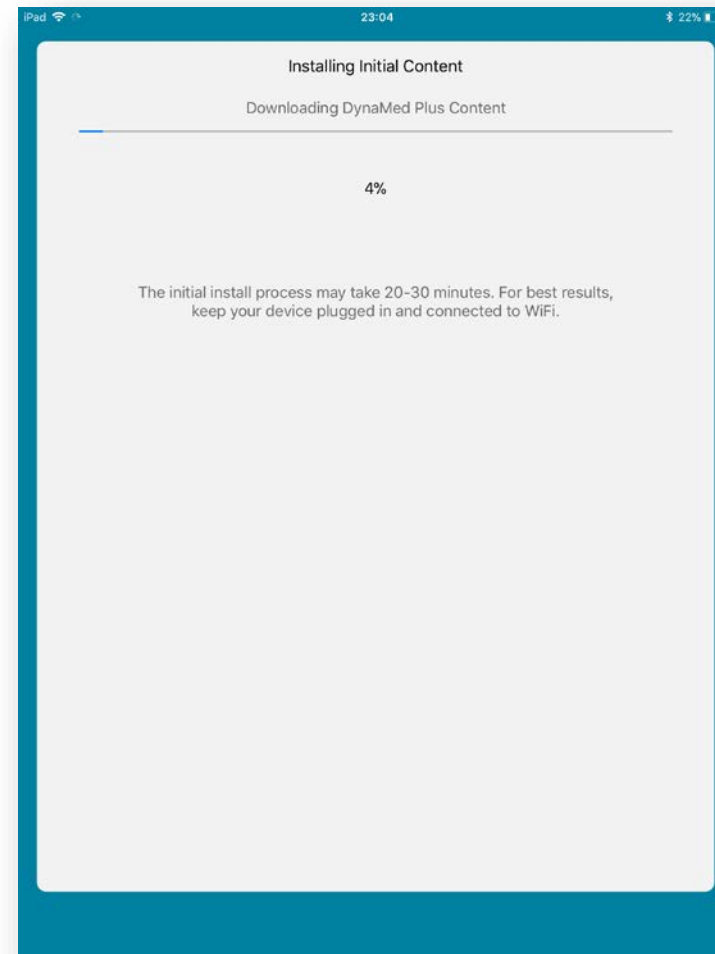 iPad 23:04 22%
Installing Initial Content
Downloading DynaMed Plus Content
4%
The initial install process may take 20-30 minutes. For best results,
keep your device plugged in and connected to WiFi.